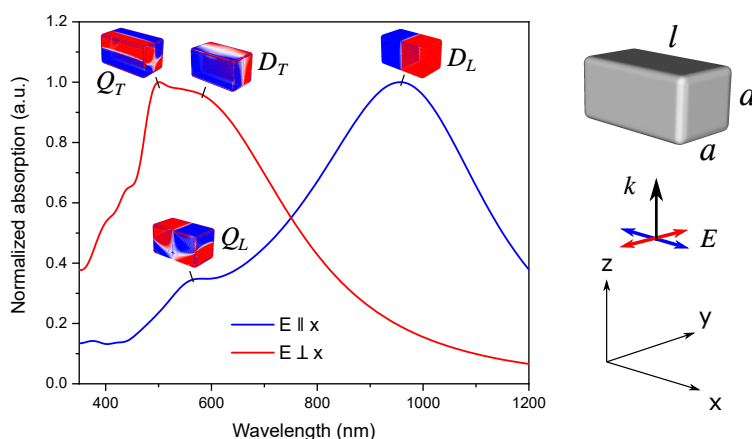 1.2
1.0
0.8
0.6
0.4
0.2
0.0
Normalized absorption (a.u.)
400
600
800
1000
1200
Wavelength (nm)
Q_T
D_T
D_L
Q_L
E ∥ x
E ⊥ x
l
a
a
k
E
z
y
x